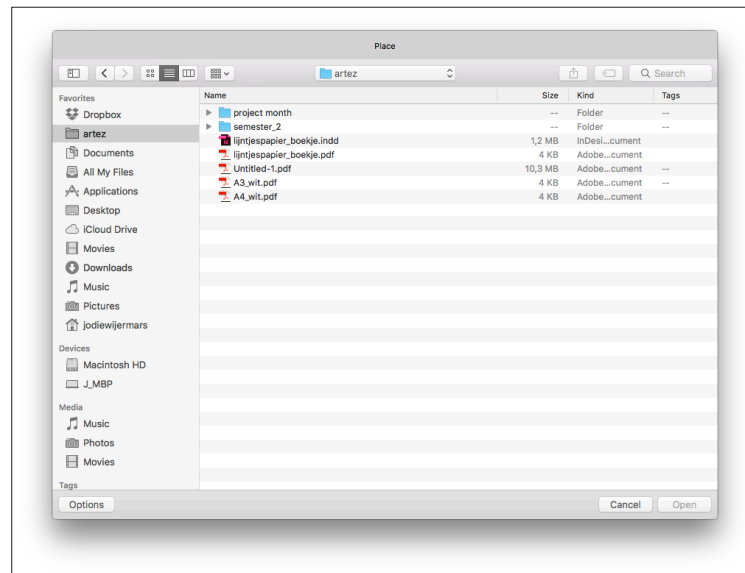 Place
artez
Search
Favorites
Dropbox
artez
Documents
All My Files
Applications
Desktop
iCloud Drive
Movies
Downloads
Music
Pictures
jodiewijermars
Devices
Macintosh HD
J_MBP
Media
Music
Photos
Movies
Tags
Name Size Kind Tags
project month -- Folder --
semester_2 -- Folder --
lijntjespapier_boekje.indd 1,2 MB InDesi...cument
lijntjespapier_boekje.pdf 4 KB Adobe...cument
Untitled-1.pdf 10,3 MB Adobe...cument --
A3_wit.pdf 4 KB Adobe...cument --
A4_wit.pdf 4 KB Adobe...cument
Options Cancel Open